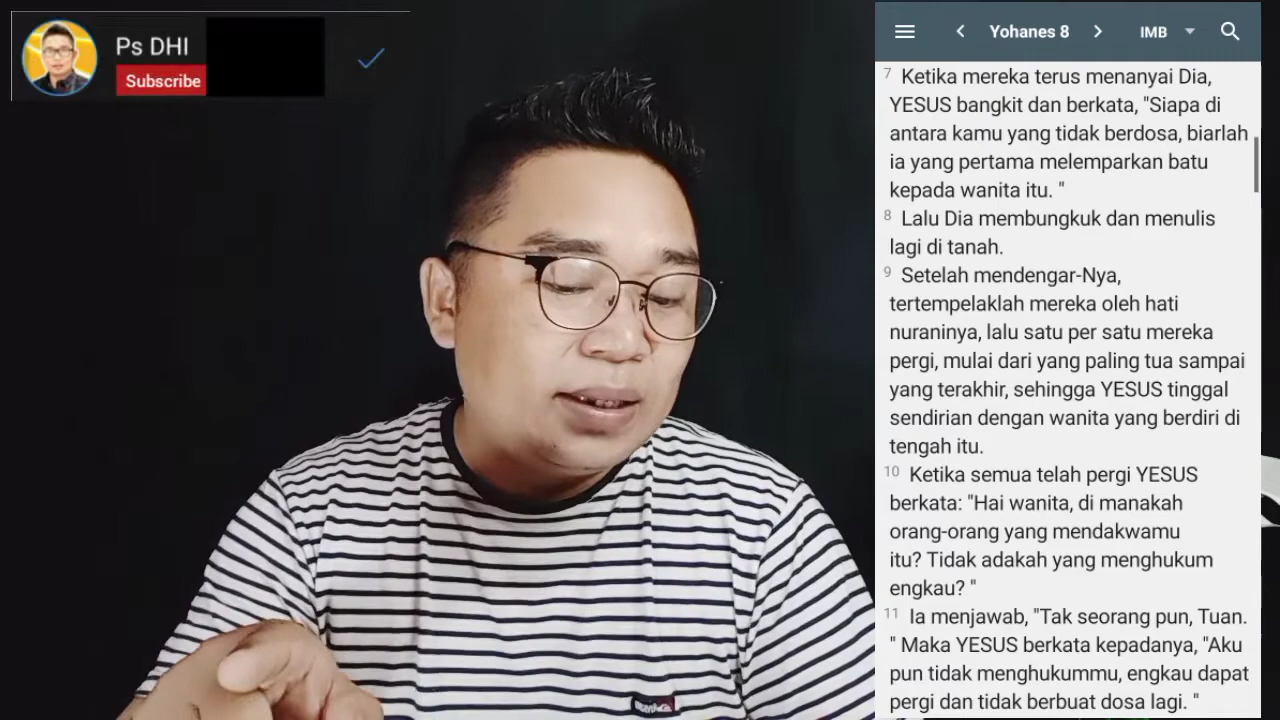 Ps DHI
Subscribe
Yohanes 8
IMB
7 Ketika mereka terus menanyai Dia,
YESUS bangkit dan berkata, "Siapa di
antara kamu yang tidak berdosa, biarlah
ia yang pertama melemparkan batu
kepada wanita itu. "
8 Lalu Dia membungkuk dan menulis
lagi di tanah.
9 Setelah mendengar-Nya,
tertempelaklah mereka oleh hati
nuraninya, lalu satu per satu mereka
pergi, mulai dari yang paling tua sampai
yang terakhir, sehingga YESUS tinggal
sendirian dengan wanita yang berdiri di
tengah itu.
10 Ketika semua telah pergi YESUS
berkata: "Hai wanita, di manakah
orang-orang yang mendakwamu
itu? Tidak adakah yang menghukum
engkau? "
11 Ia menjawab, "Tak seorang pun, Tuan.
" Maka YESUS berkata kepadanya, "Aku
pun tidak menghukummu, engkau dapat
pergi dan tidak berbuat dosa lagi. "